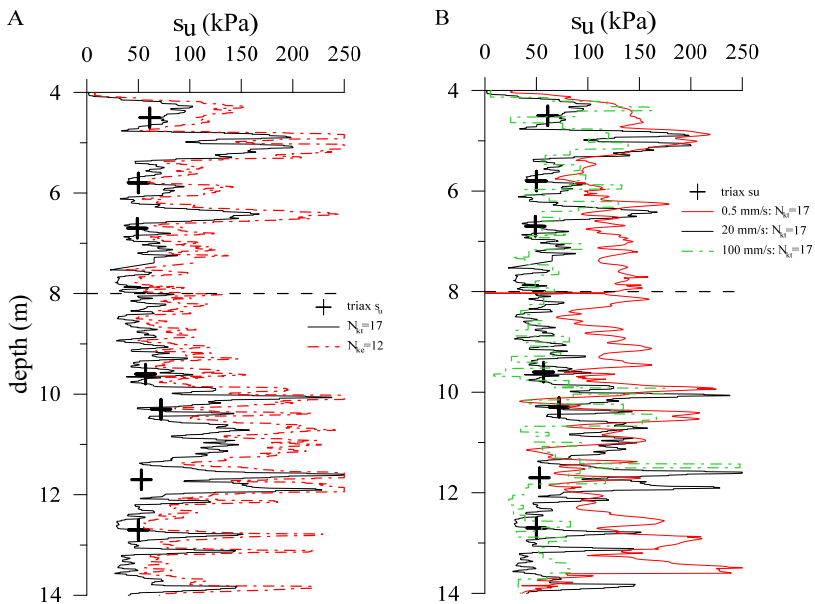 A
s_u (kPa)
0 50 100 150 200 250
4
6
8
10
12
14
depth (m)
triax s_u
N_kt=17
N_ke=12
B
s_u (kPa)
0 50 100 150 200 250
4
6
8
10
12
14
triax su
0.5 mm/s: N_kt=17
20 mm/s: N_kt=17
100 mm/s: N_kt=17